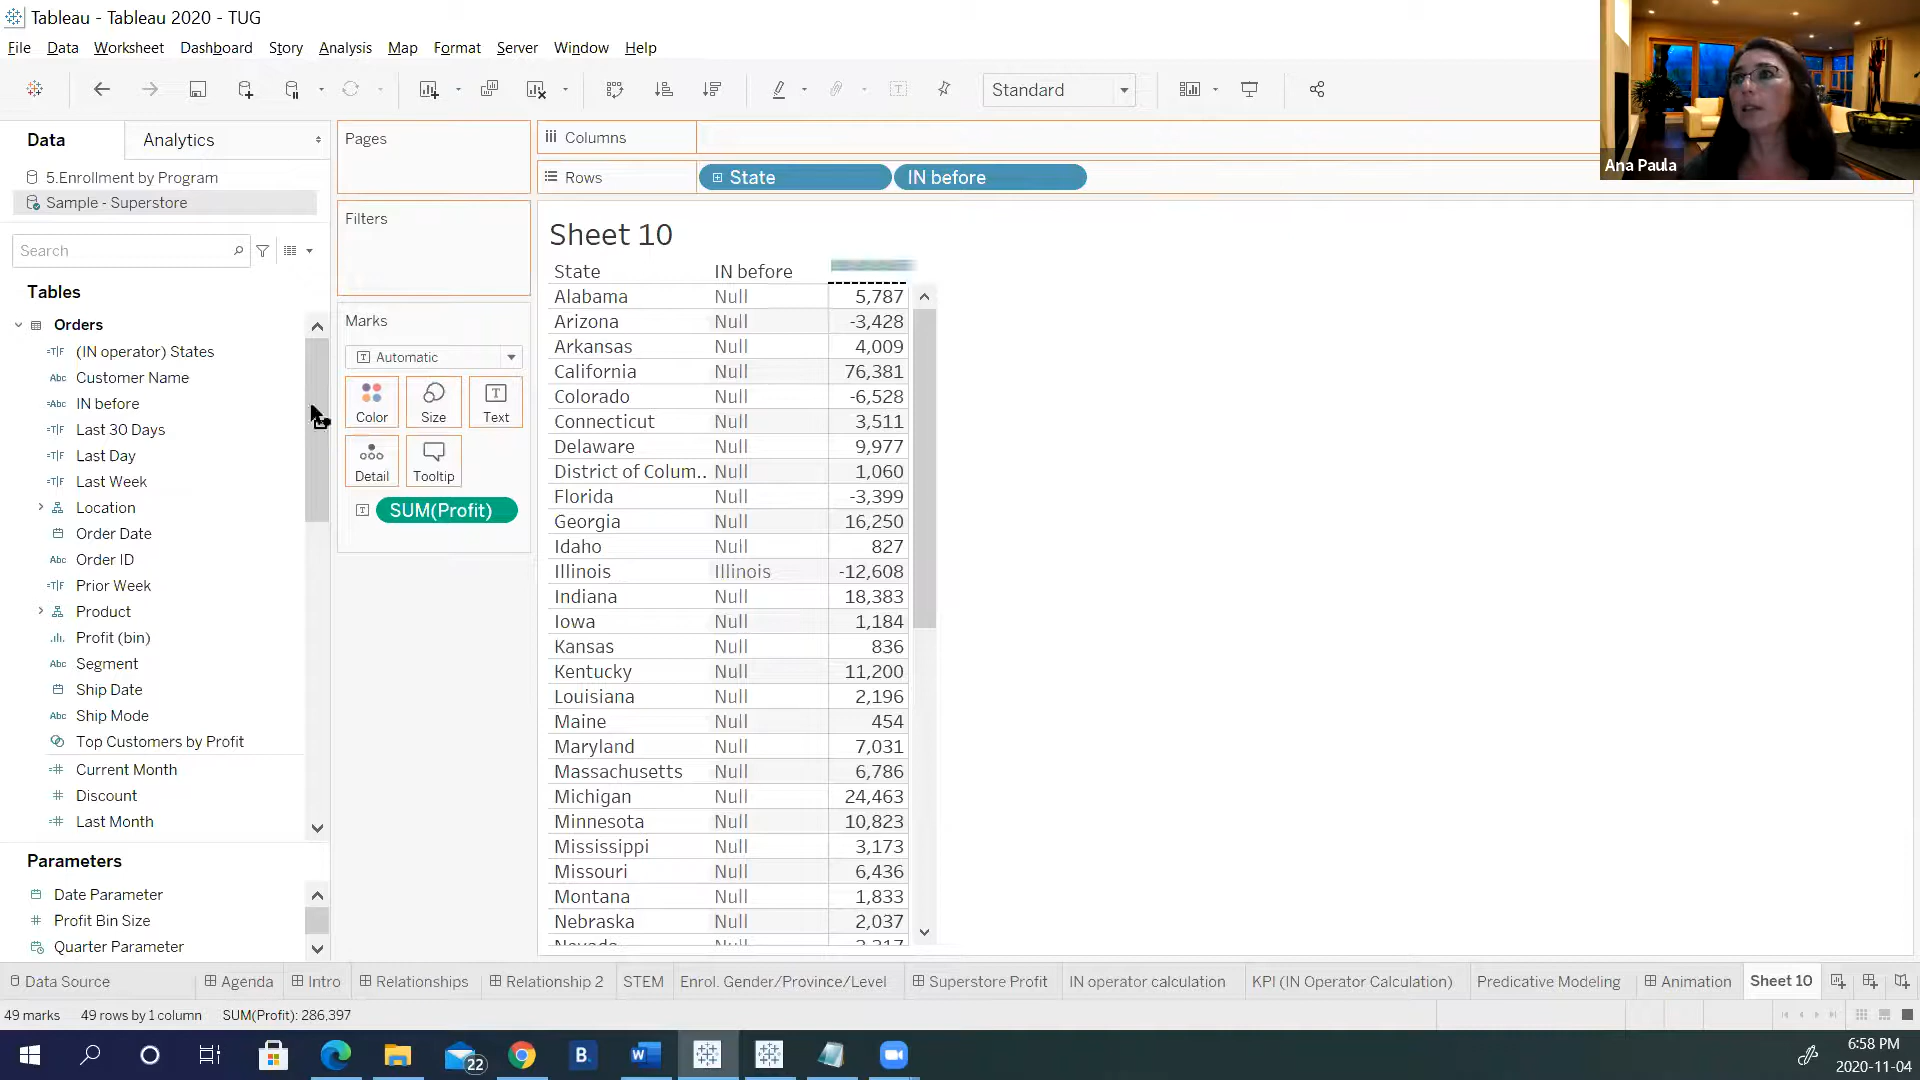 Tableau - Tableau 2020 - TUG
File Data Worksheet Dashboard Story Analysis Map Format Server Window Help
Standard
Ana Paula
Data Analytics
5.Enrollment by Program
Sample - Superstore
Search
Tables
Orders
(IN operator) States
Customer Name
IN before
Last 30 Days
Last Day
Last Week
Location
Order Date
Order ID
Prior Week
Product
Profit (bin)
Segment
Ship Date
Ship Mode
Top Customers by Profit
Current Month
Discount
Last Month
Parameters
Date Parameter
Profit Bin Size
Quarter Parameter
Pages
Filters
Marks
Automatic
Color Size Text
Detail Tooltip
SUM(Profit)
Columns
Rows State IN before
Sheet 10
State IN before
Alabama Null 5,787
Arizona Null -3,428
Arkansas Null 4,009
California Null 76,381
Colorado Null -6,528
Connecticut Null 3,511
Delaware Null 9,977
District of Colum.. Null 1,060
Florida Null -3,399
Georgia Null 16,250
Idaho Null 827
Illinois Illinois -12,608
Indiana Null 18,383
Iowa Null 1,184
Kansas Null 836
Kentucky Null 11,200
Louisiana Null 2,196
Maine Null 454
Maryland Null 7,031
Massachusetts Null 6,786
Michigan Null 24,463
Minnesota Null 10,823
Mississippi Null 3,173
Missouri Null 6,436
Montana Null 1,833
Nebraska Null 2,037
Nevada Null 3,317
Data Source Agenda Intro Relationships Relationship 2 STEM Enrol. Gender/Province/Level Superstore Profit IN operator calculation KPI (IN Operator Calculation) Predicative Modeling Animation Sheet 10
49 marks 49 rows by 1 column SUM(Profit): 286,397
22
B.
6:58 PM
2020-11-04